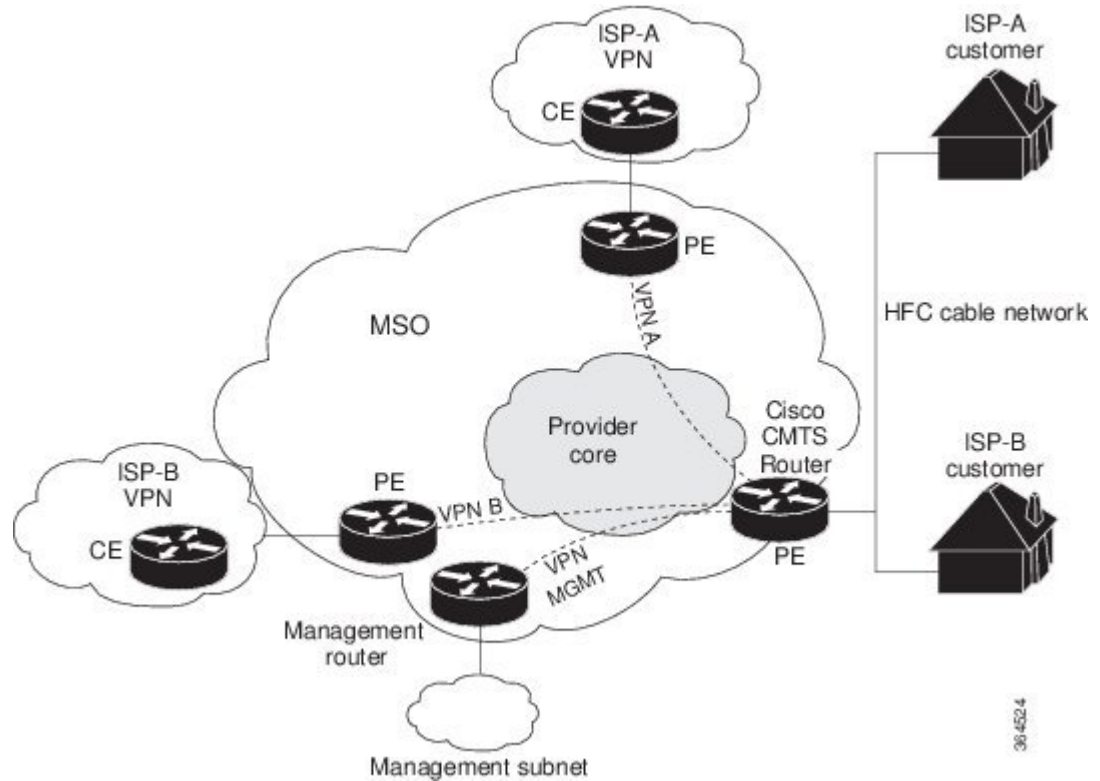 ISP-A
VPN
ISP-A
customer
CE
PE
VPN A
MSO
HFC cable network
Provider
core
Cisco
CMTS
Router
ISP-B
customer
ISP-B
VPN
PE
VPN B
CE
PE
VPN
MGMT
Management
router
Management subnet
364524